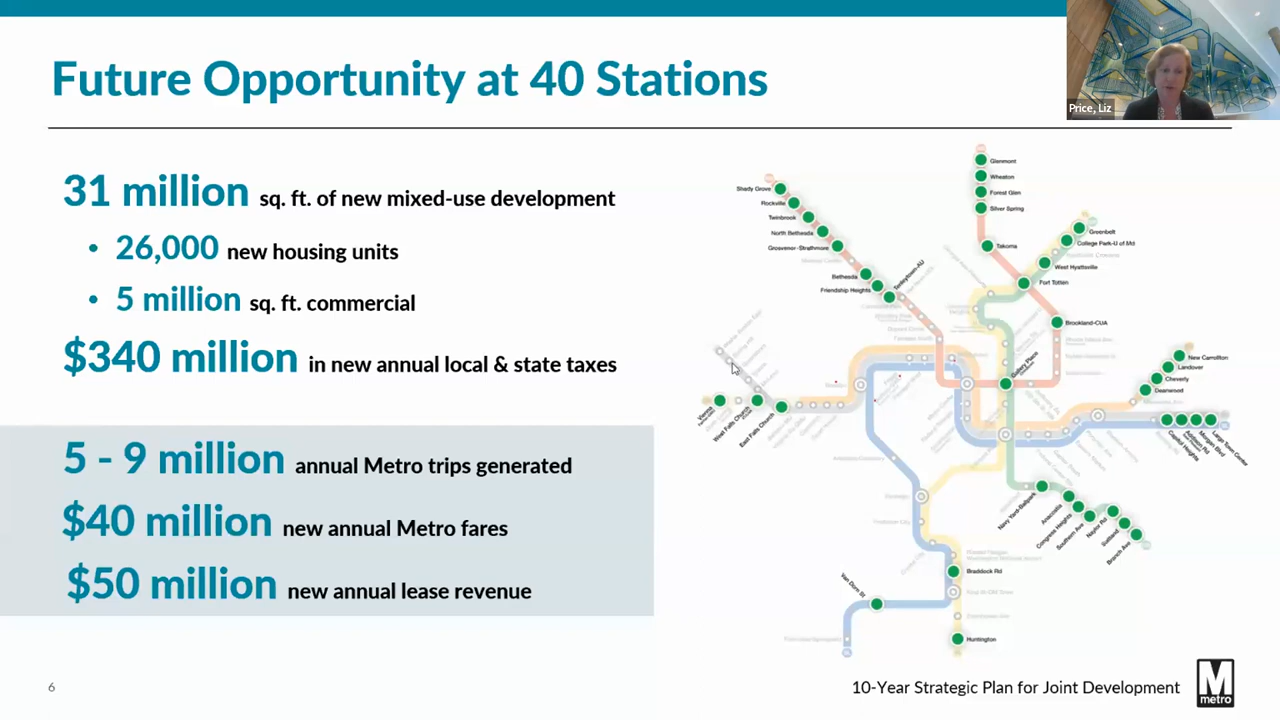 Future Opportunity at 40 Stations
Price, Liz
31 million sq. ft. of new mixed-use development
• 26,000 new housing units
• 5 million sq. ft. commercial
$340 million in new annual local & state taxes
5 - 9 million annual Metro trips generated
$40 million new annual Metro fares
$50 million new annual lease revenue
Glenmont
Wheaton
Forest Glen
Silver Spring
Takoma
Shady Grove
Rockville
Twinbrook
North Bethesda
Grosvenor-Strathmore
Bethesda
Friendship Heights
Tenleytown-AU
Greenbelt
College Park-U of Md
West Hyattsville
Fort Totten
Brookland-CUA
Gallery Place
New Carrollton
Landover
Cheverly
Deanwood
Vienna
West Falls Church
East Falls Church
Capitol Heights
Addison Rd
Morgan Blvd
Largo Town Center
Navy Yard-Ballpark
Anacostia
Congress Heights
Southern Ave
Naylor Rd
Suitland
Branch Ave
Braddock Rd
Van Dorn St
Huntington
6
10-Year Strategic Plan for Joint Development
M
metro